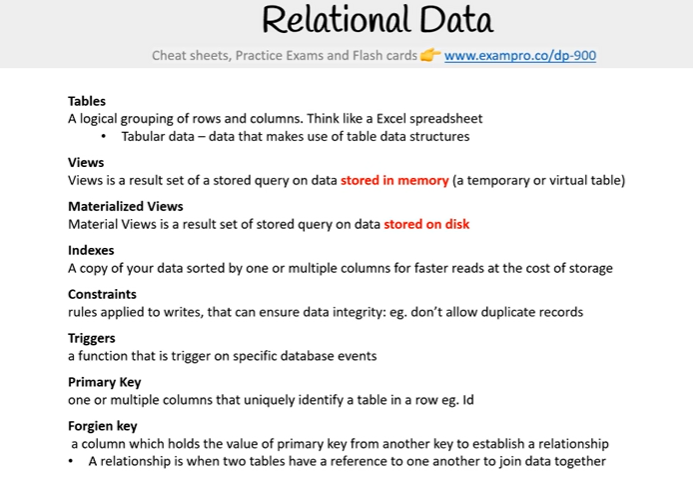 Relational Data
Cheat sheets, Practice Exams and Flash cards 👉 www.exampro.co/dp-900
Tables
A logical grouping of rows and columns. Think like a Excel spreadsheet
• Tabular data – data that makes use of table data structures
Views
Views is a result set of a stored query on data stored in memory (a temporary or virtual table)
Materialized Views
Material Views is a result set of stored query on data stored on disk
Indexes
A copy of your data sorted by one or multiple columns for faster reads at the cost of storage
Constraints
rules applied to writes, that can ensure data integrity: eg. don't allow duplicate records
Triggers
a function that is trigger on specific database events
Primary Key
one or multiple columns that uniquely identify a table in a row eg. Id
Forgien key
a column which holds the value of primary key from another key to establish a relationship
• A relationship is when two tables have a reference to one another to join data together